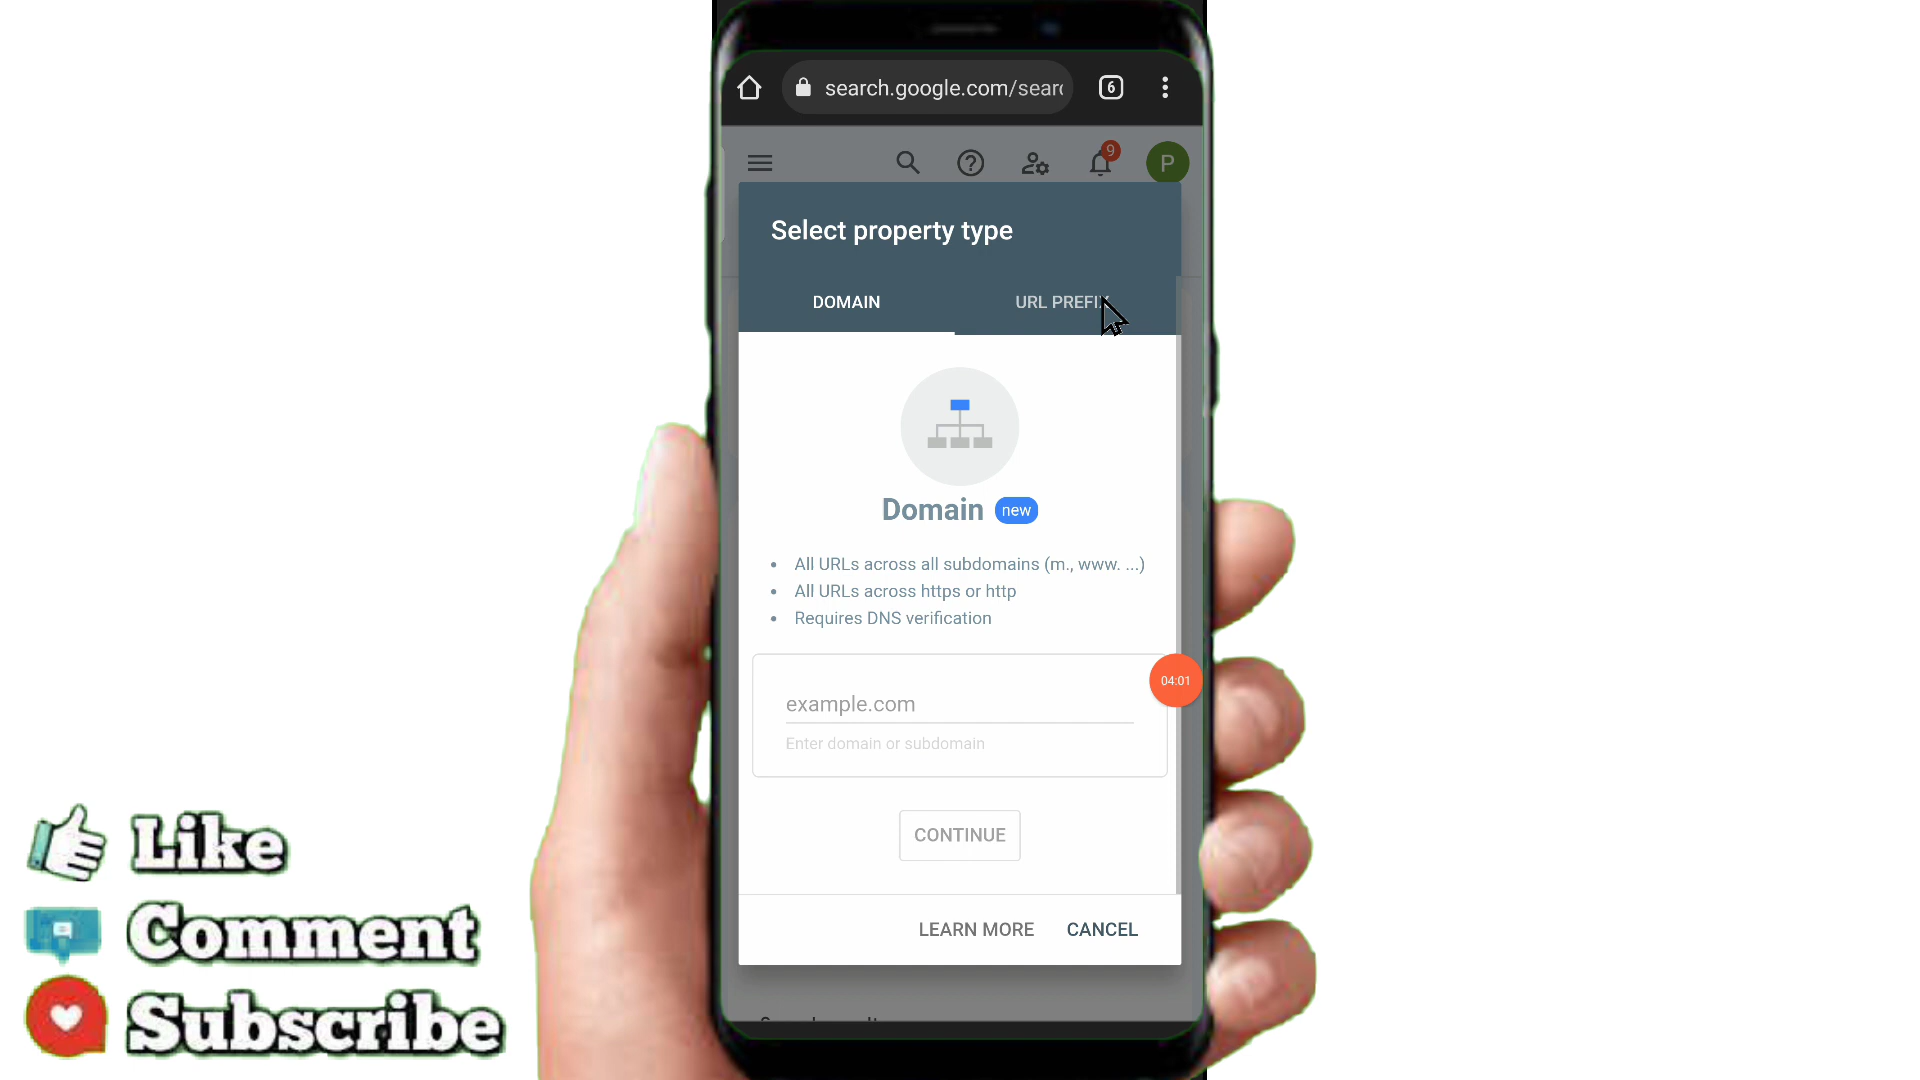 search.google.com/sear
6
9
P
Select property type
DOMAIN
URL PREFIX
Domain new
All URLs across all subdomains (m., www. ...)
All URLs across https or http
Requires DNS verification
04:01
example.com
Enter domain or subdomain
CONTINUE
LEARN MORE
CANCEL
Like
Comment
Subscribe